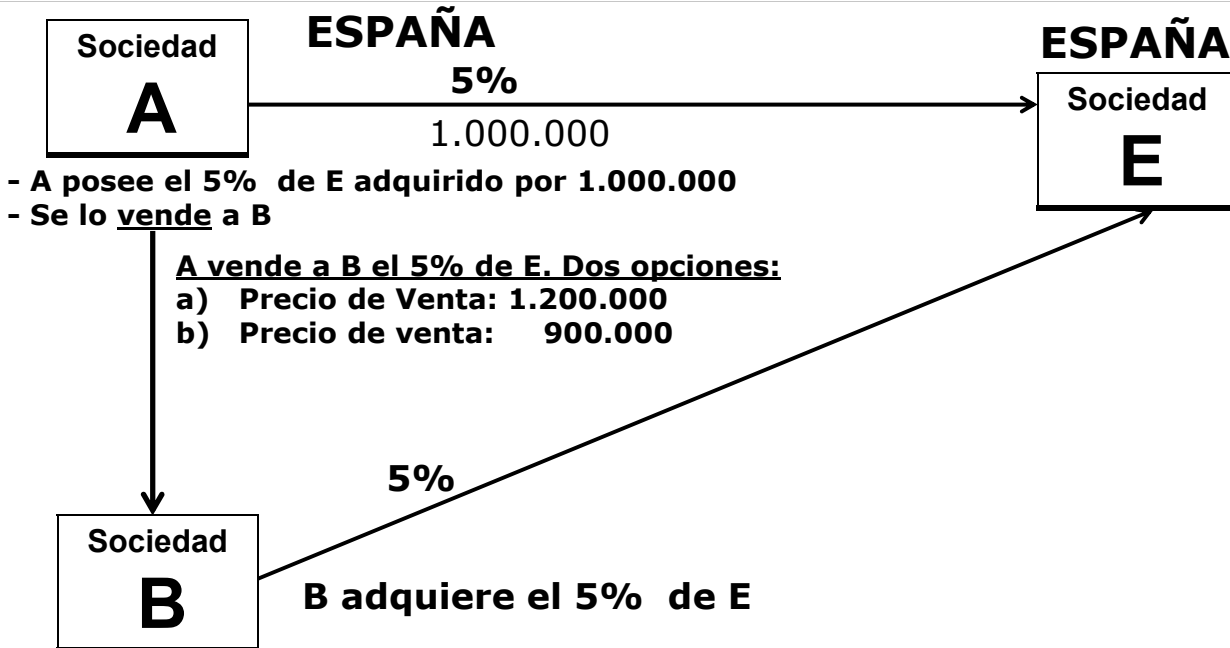 ESPAÑA
ESPAÑA
Sociedad
A
5%
1.000.000
Sociedad
E
- A posee el 5% de E adquirido por 1.000.000
- Se lo vende a B
A vende a B el 5% de E. Dos opciones:
a) Precio de Venta: 1.200.000
b) Precio de venta: 900.000
5%
Sociedad
B
B adquiere el 5% de E